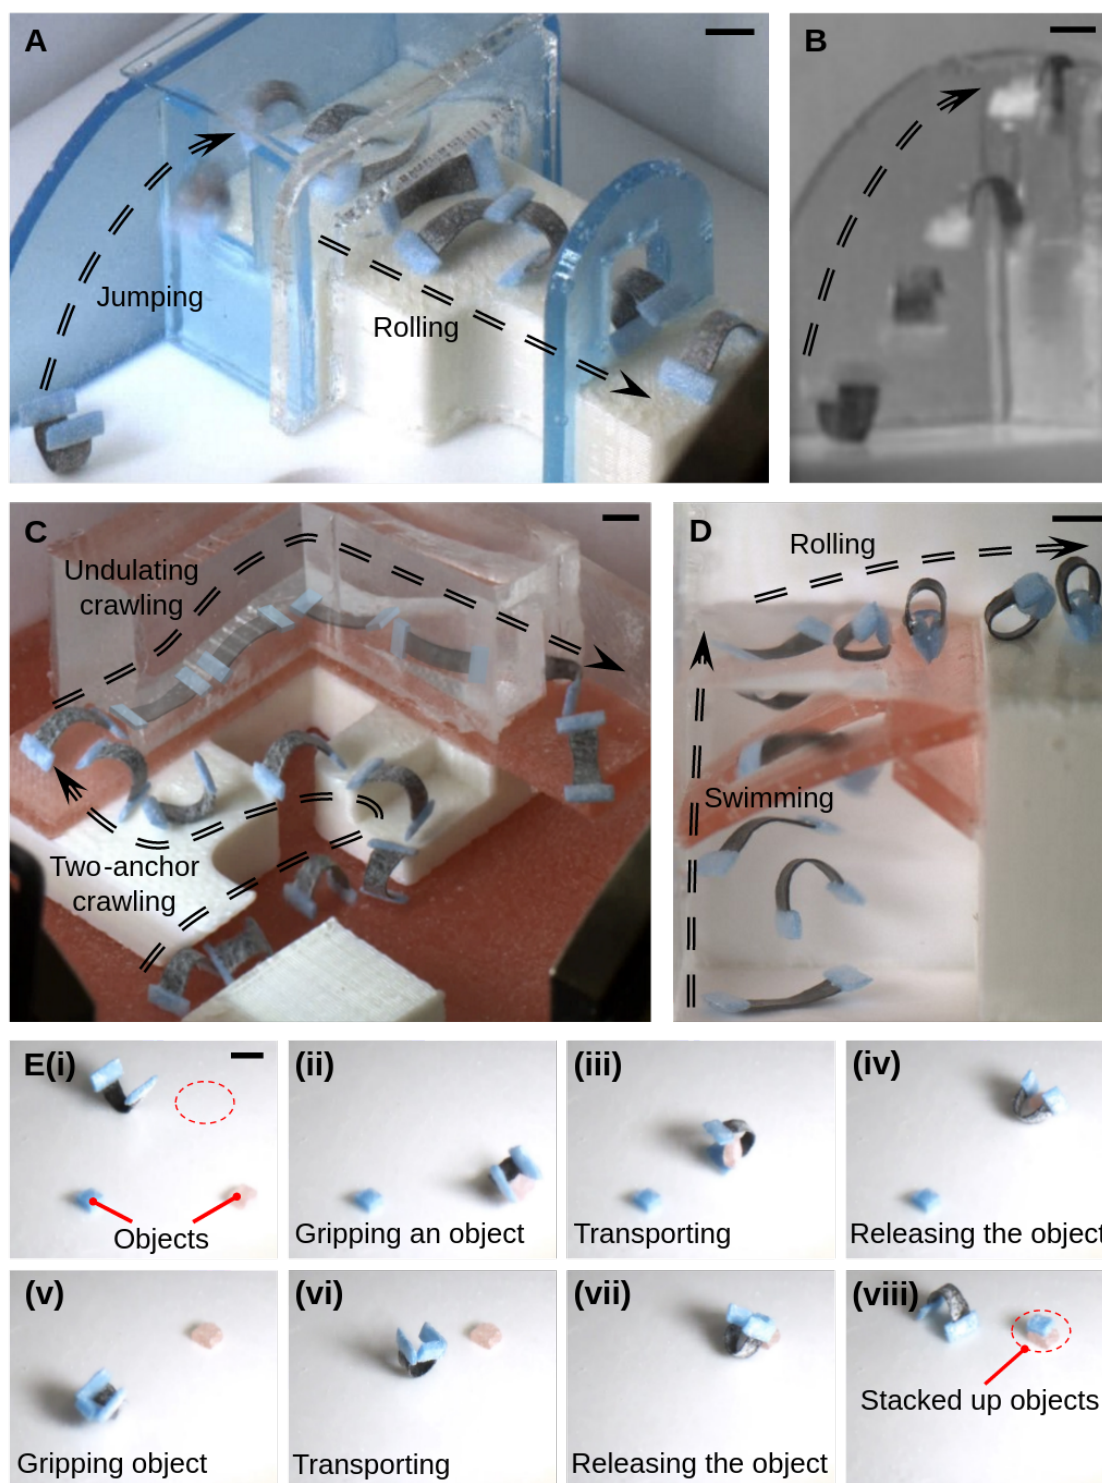 A
B
Jumping
Rolling
C
Undulating
crawling
Two-anchor
crawling
D
Rolling
Swimming
E(i)
Objects
(ii)
Gripping an object
(iii)
Transporting
(iv)
Releasing the object
(v)
Gripping object
(vi)
Transporting
(vii)
Releasing the object
(viii)
Stacked up objects